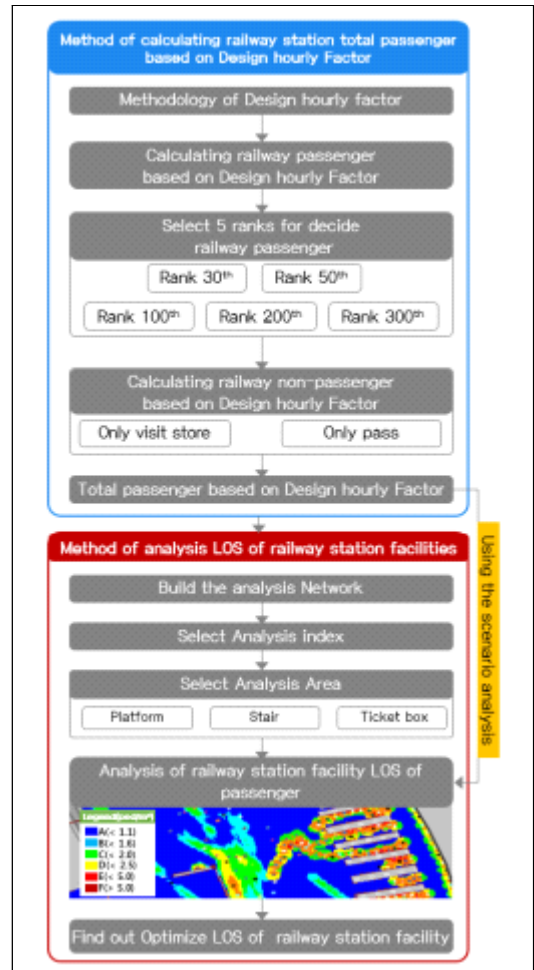 Method of calculating railway station total passenger
based on Design hourly Factor
Methodology of Design hourly factor
Calculating railway passenger
based on Design hourly Factor
Select 5 ranks for decide
railway passenger
Rank 30th Rank 50th
Rank 100th Rank 200th Rank 300th
Calculating railway non-passenger
based on Design hourly Factor
Only visit store Only pass
Total passenger based on Design hourly Factor
Using the scenario analysis
Method of analysis LOS of railway station facilities
Build the analysis Network
Select Analysis index
Select Analysis Area
Platform Stair Ticket box
Analysis of railway station facility LOS of
passenger
A(< 1.1)
B(< 1.6)
C(< 2.0)
D(< 2.5)
E(< 5.0)
F(> 5.0)
Find out Optimize LOS of railway station facility